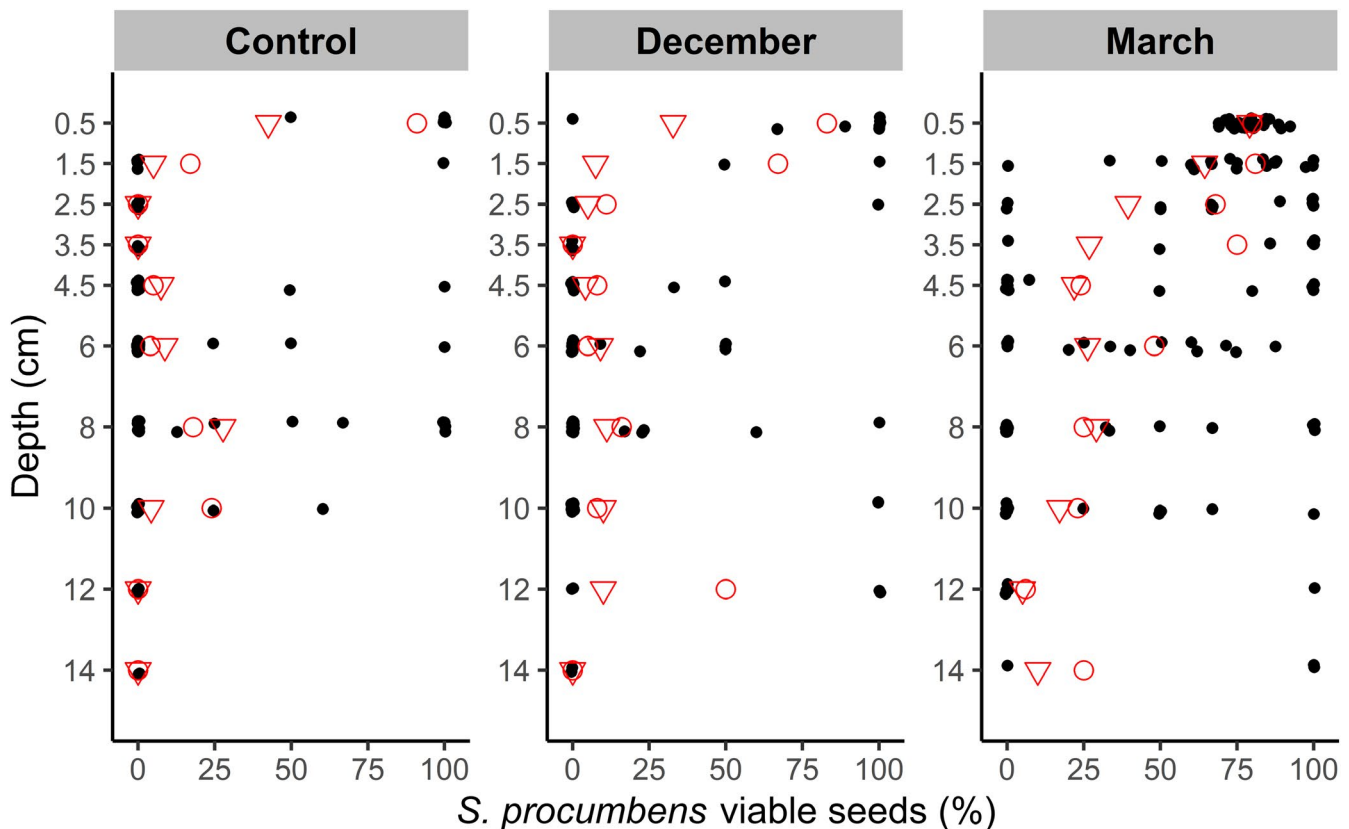 Control December March
0.5 0.5 0.5
1.5 1.5 1.5
2.5 2.5 2.5
3.5 3.5 3.5
4.5 4.5 4.5
6 6 6
8 8 8
10 10 10
12 12 12
14 14 14
0 25 50 75 100 0 25 50 75 100 0 25 50 75 100
Depth (cm)
S. procumbens viable seeds (%)